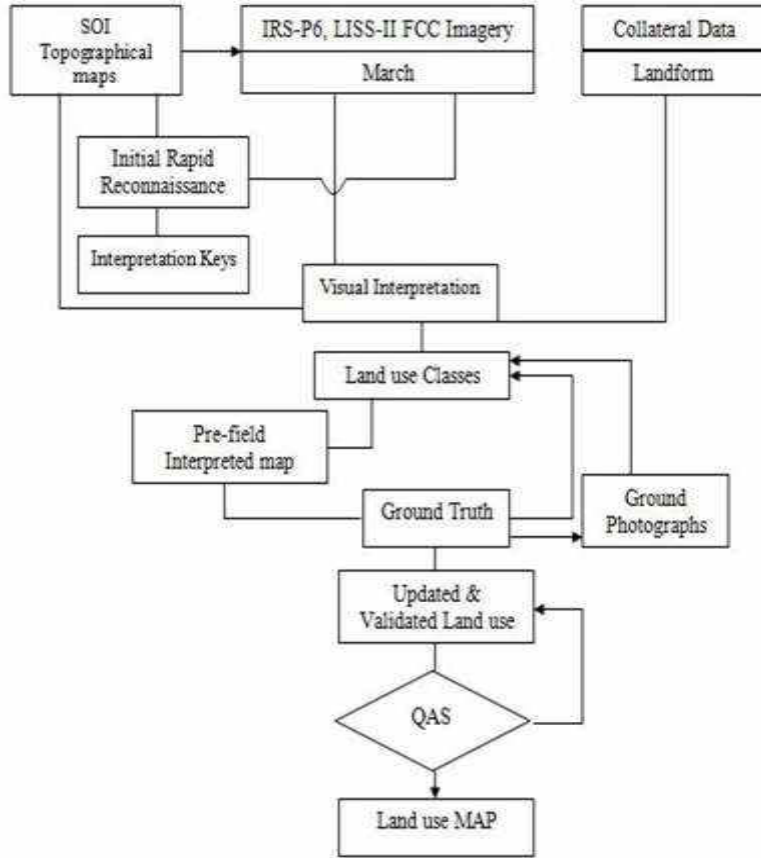 SOI
Topographical
maps
IRS-P6, LISS-II FCC Imagery
March
Collateral Data
Landform
Initial Rapid
Reconnaissance
Interpretation Keys
Visual Interpretation
Land use Classes
Pre-field
Interpreted map
Ground Truth
Ground
Photographs
Updated &
Validated Land use
QAS
Land use MAP